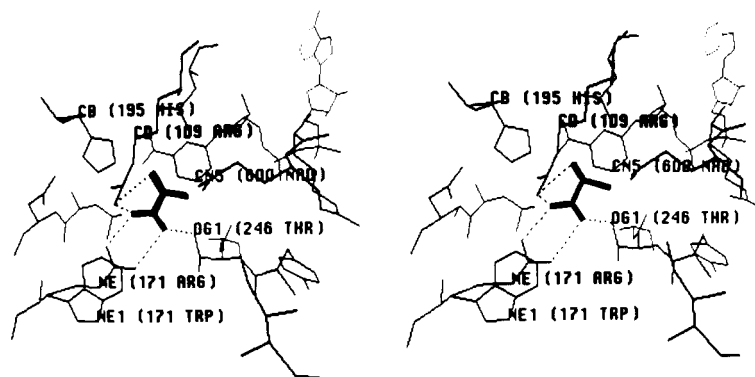 CB (195 HIS)
CD (109 ARG)
CN5 (600 NAD)
OG1 (246 THR)
NE (171 ARG)
NE1 (171 TRP)
CB (195 HIS)
CD (109 ARG)
CN5 (600 NAD)
OG1 (246 THR)
NE (171 ARG)
NE1 (171 TRP)